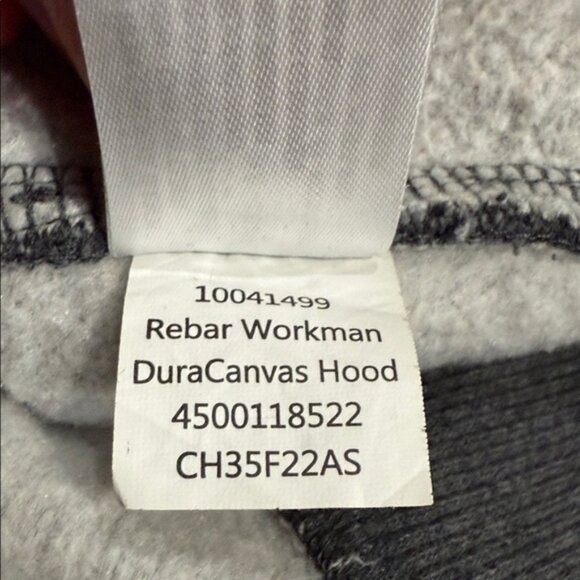 10041499
Rebar Workman
DuraCanvas Hood
4500118522
CH35F22AS